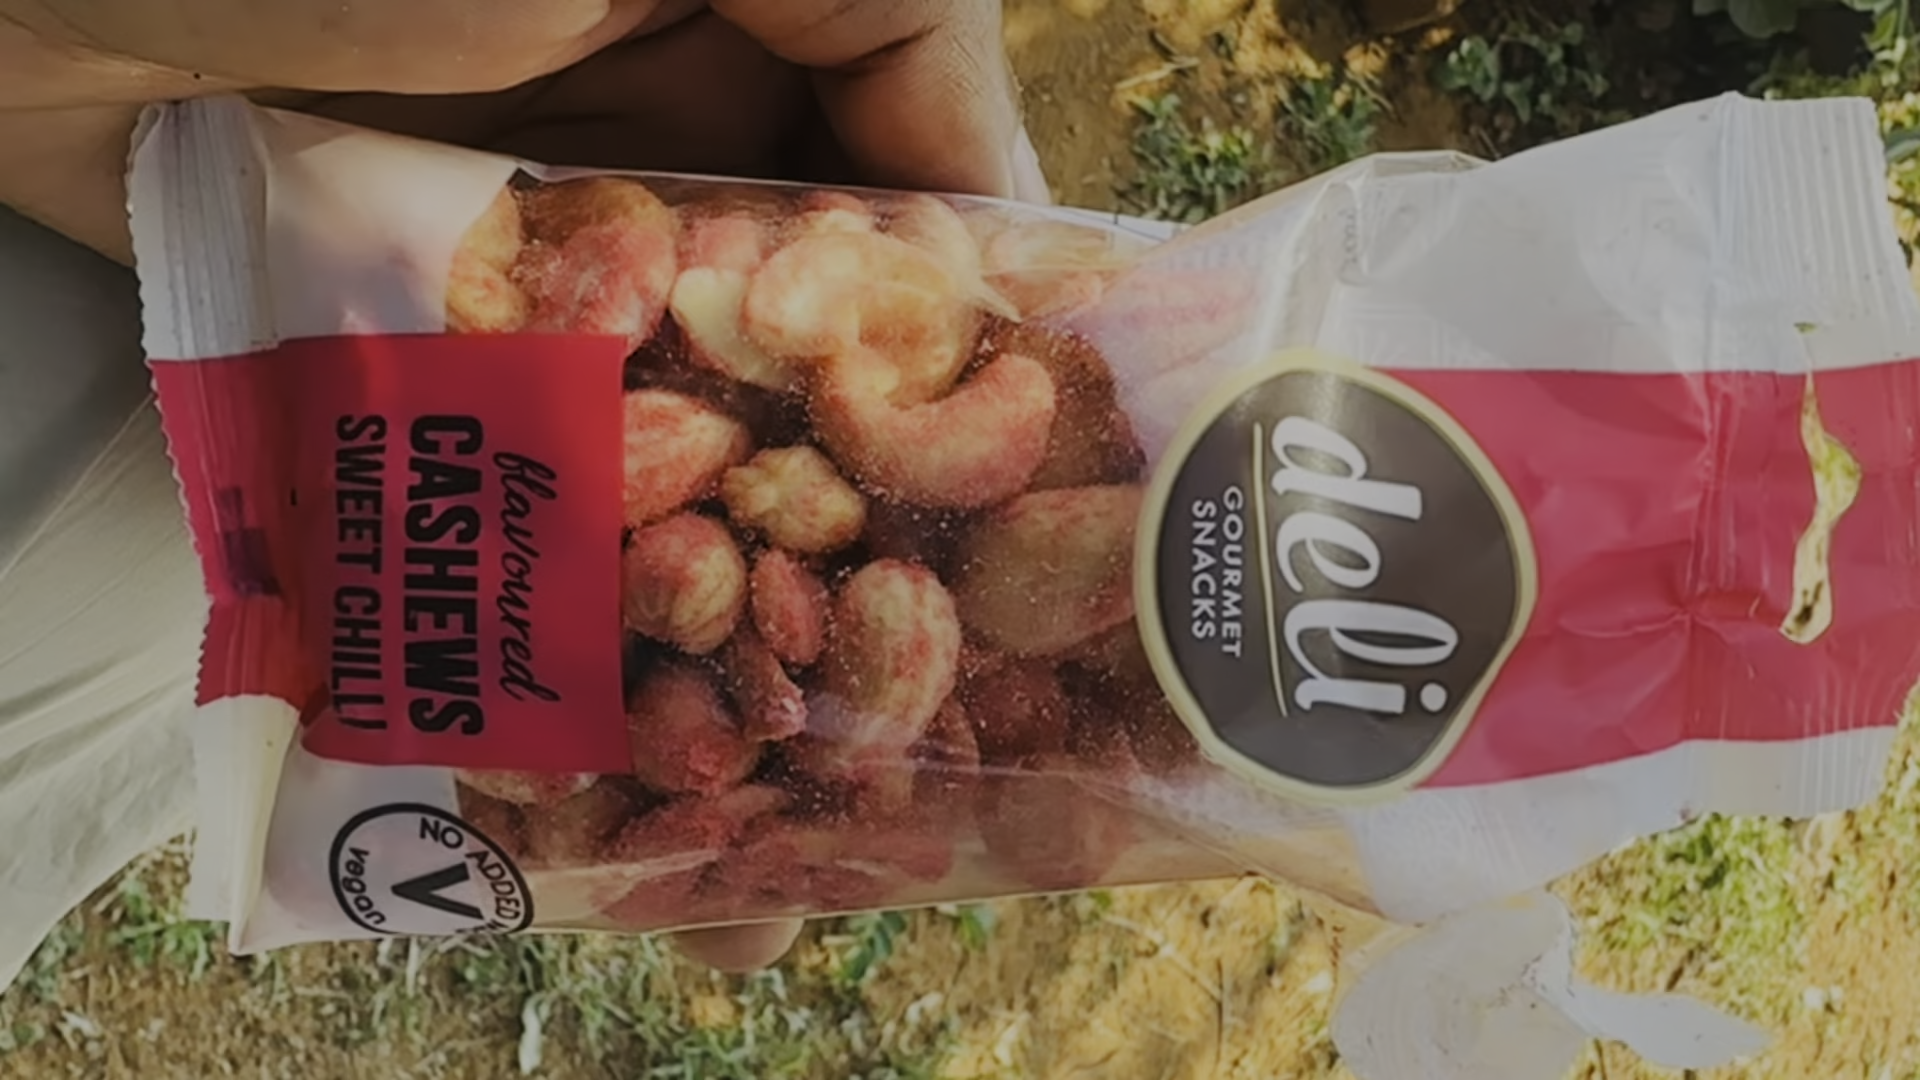 deli
GOURMET
SNACKS
flavoured
CASHEWS
SWEET CHILLI
NO ADDED
V
vegan